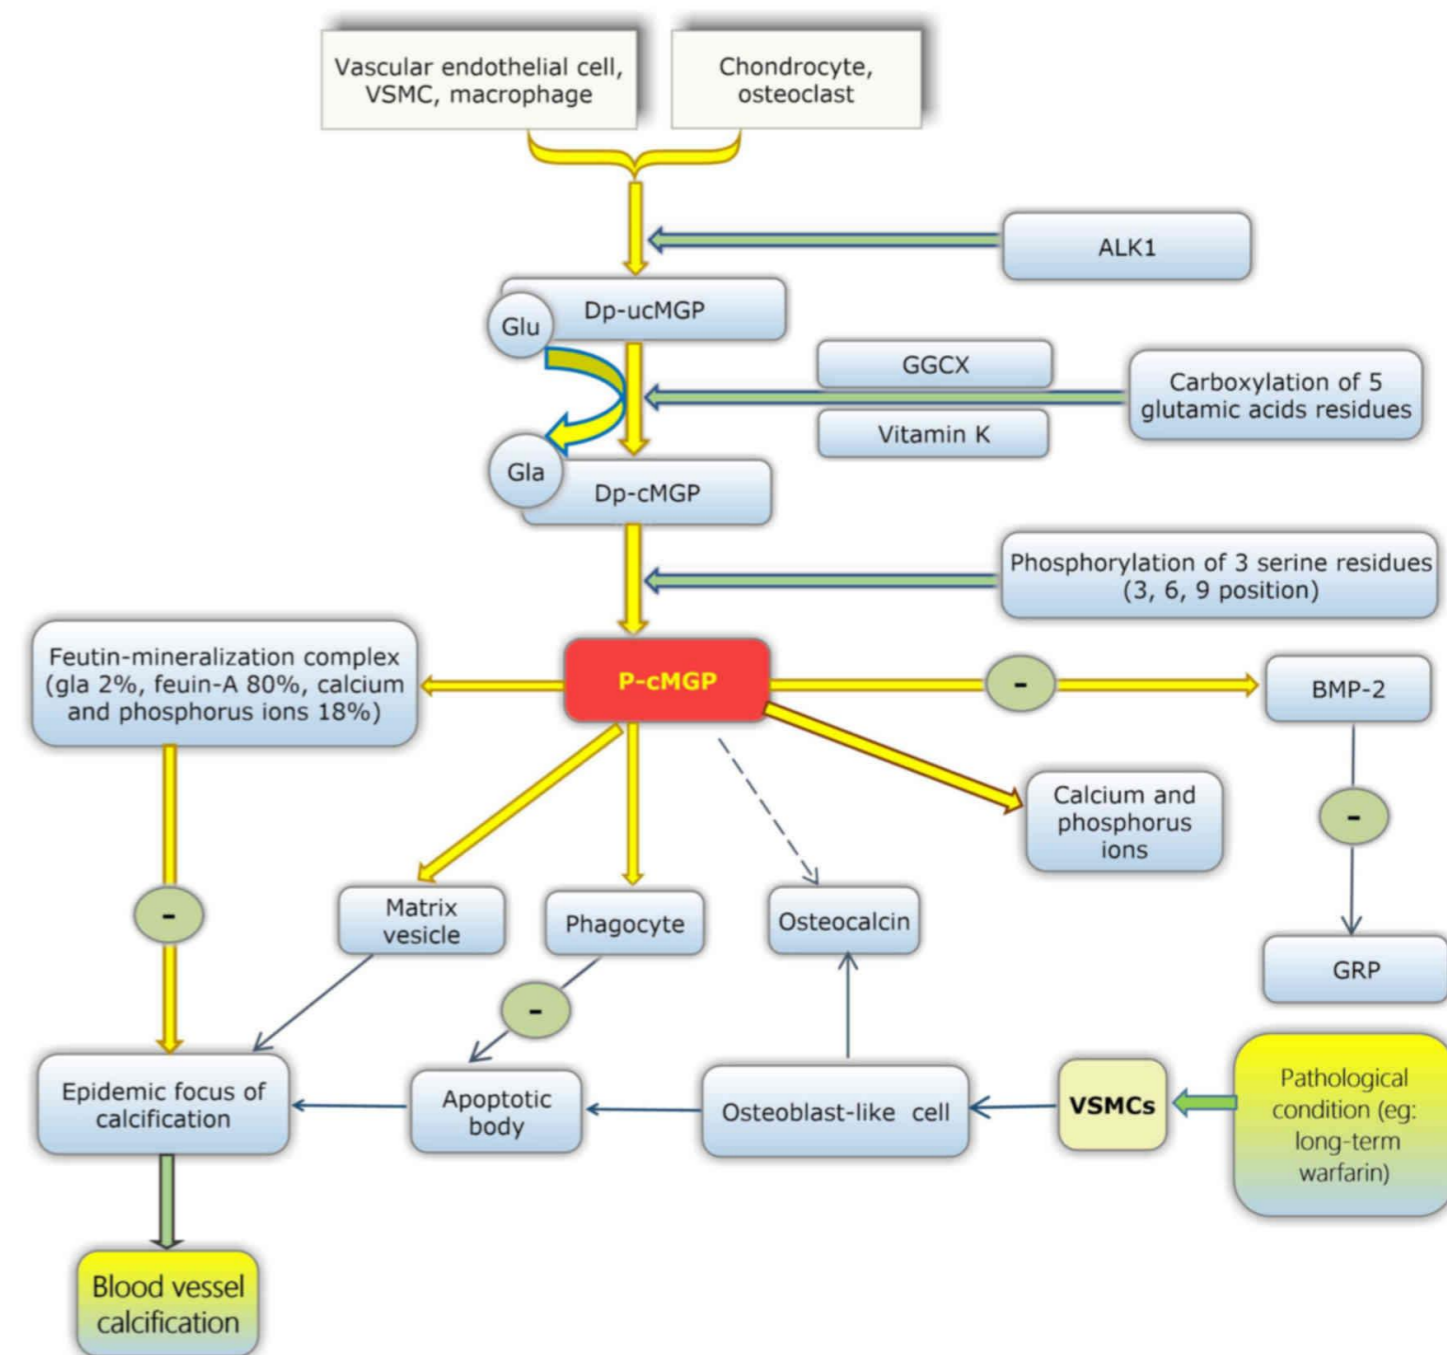 Vascular endothelial cell,
VSMC, macrophage
Chondrocyte,
osteoclast
ALK1
Dp-ucMGP
Glu
GGCX
Carboxylation of 5
glutamic acids residues
Vitamin K
Gla
Dp-cMGP
Phosphorylation of 3 serine residues
(3, 6, 9 position)
Feutin-mineralization complex
(gla 2%, feuin-A 80%, calcium
and phosphorus ions 18%)
P-cMGP
-
BMP-2
Calcium and
phosphorus
ions
-
-
Matrix
vesicle
Phagocyte
Osteocalcin
GRP
-
Epidemic focus of
calcification
Apoptotic
body
Osteoblast-like cell
VSMCs
Pathological
condition (eg:
long-term
warfarin)
Blood vessel
calcification